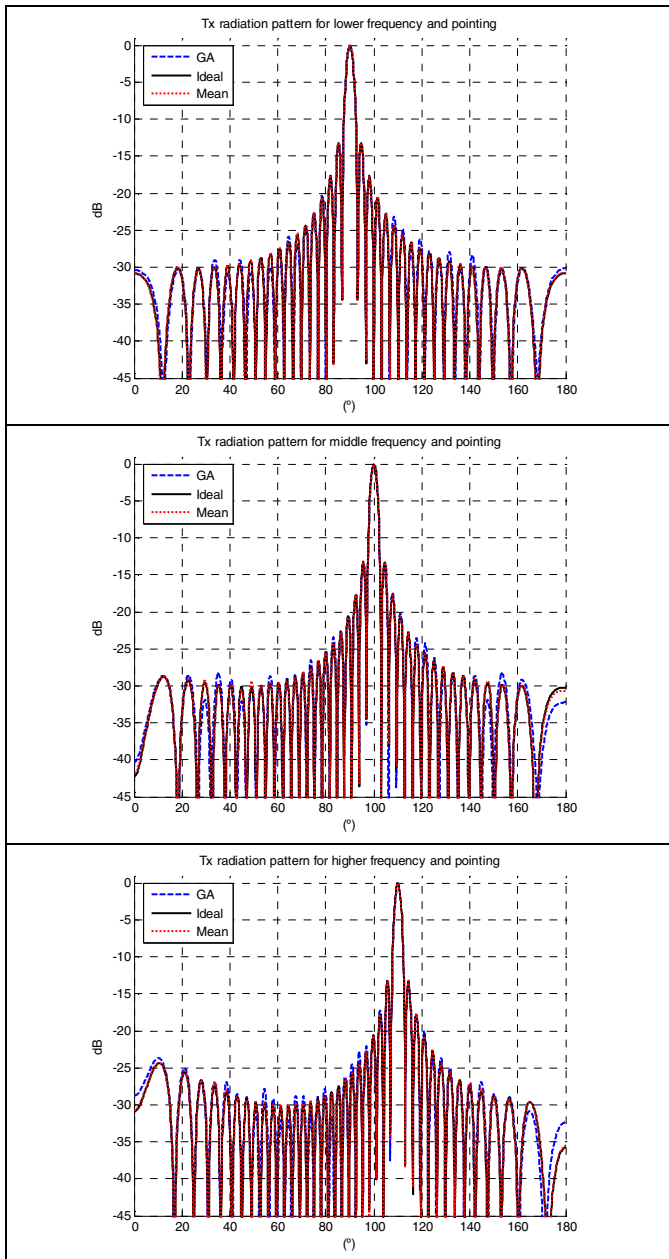 Tx radiation pattern for lower frequency and pointing
0
-5
-10
-15
-20
-25
-30
-35
-40
-45
dB
GA
Ideal
Mean
0 20 40 60 80 100 120 140 160 180
(º)
Tx radiation pattern for middle frequency and pointing
0
-5
-10
-15
-20
-25
-30
-35
-40
-45
dB
GA
Ideal
Mean
0 20 40 60 80 100 120 140 160 180
(º)
Tx radiation pattern for higher frequency and pointing
0
-5
-10
-15
-20
-25
-30
-35
-40
-45
dB
GA
Ideal
Mean
0 20 40 60 80 100 120 140 160 180
(º)